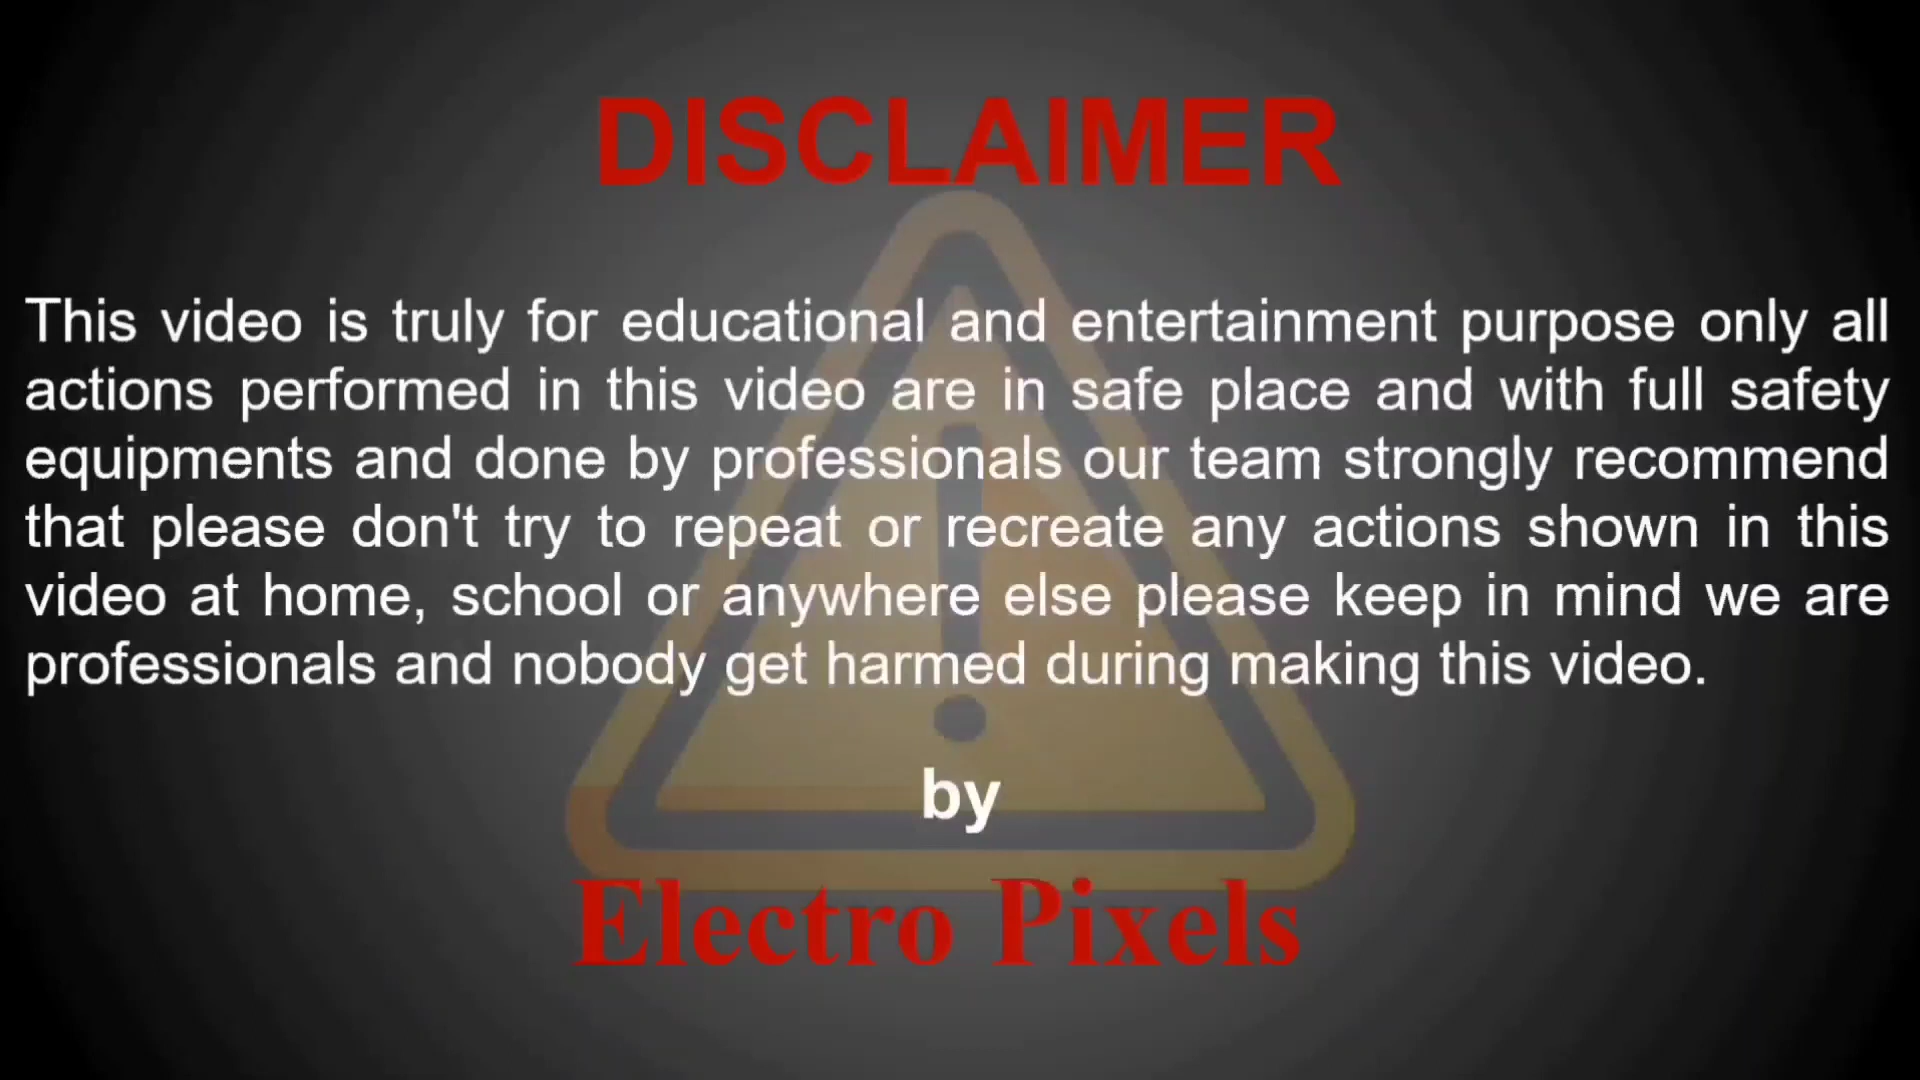 DISCLAIMER
This video is truly for educational and entertainment purpose only all
actions performed in this video are in safe place and with full safety
equipments and done by professionals our team strongly recommend
that please don't try to repeat or recreate any actions shown in this
video at home, school or anywhere else please keep in mind we are
professionals and nobody get harmed during making this video.
by
Electro Pixels